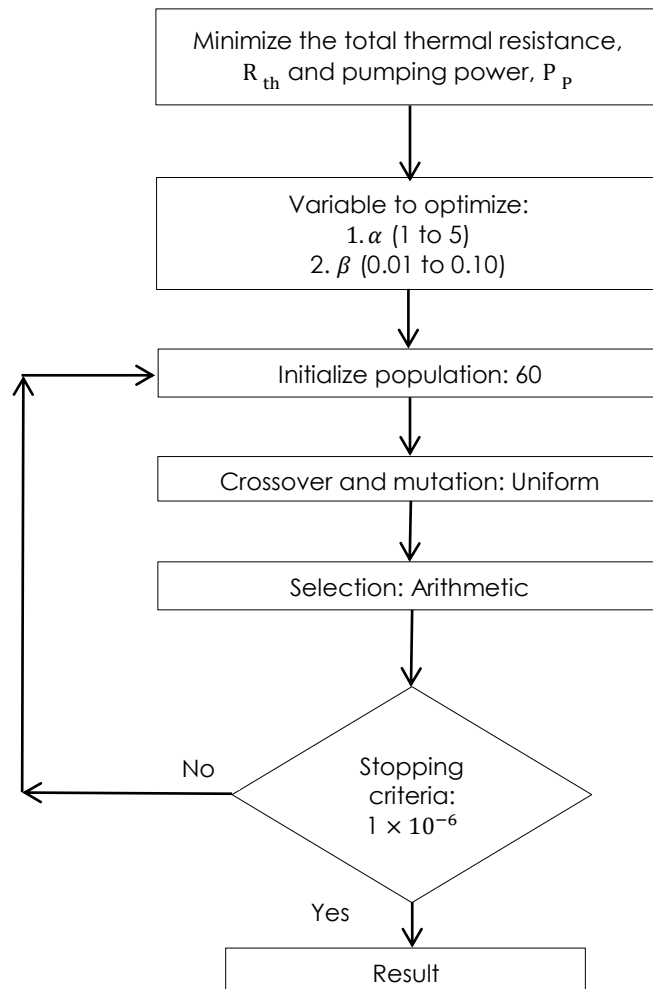 Minimize the total thermal resistance,
R th and pumping power, P P
Variable to optimize:
1. α (1 to 5)
2. β (0.01 to 0.10)
Initialize population: 60
Crossover and mutation: Uniform
Selection: Arithmetic
No
Stopping
criteria:
1 × 10⁻⁶
Yes
Result